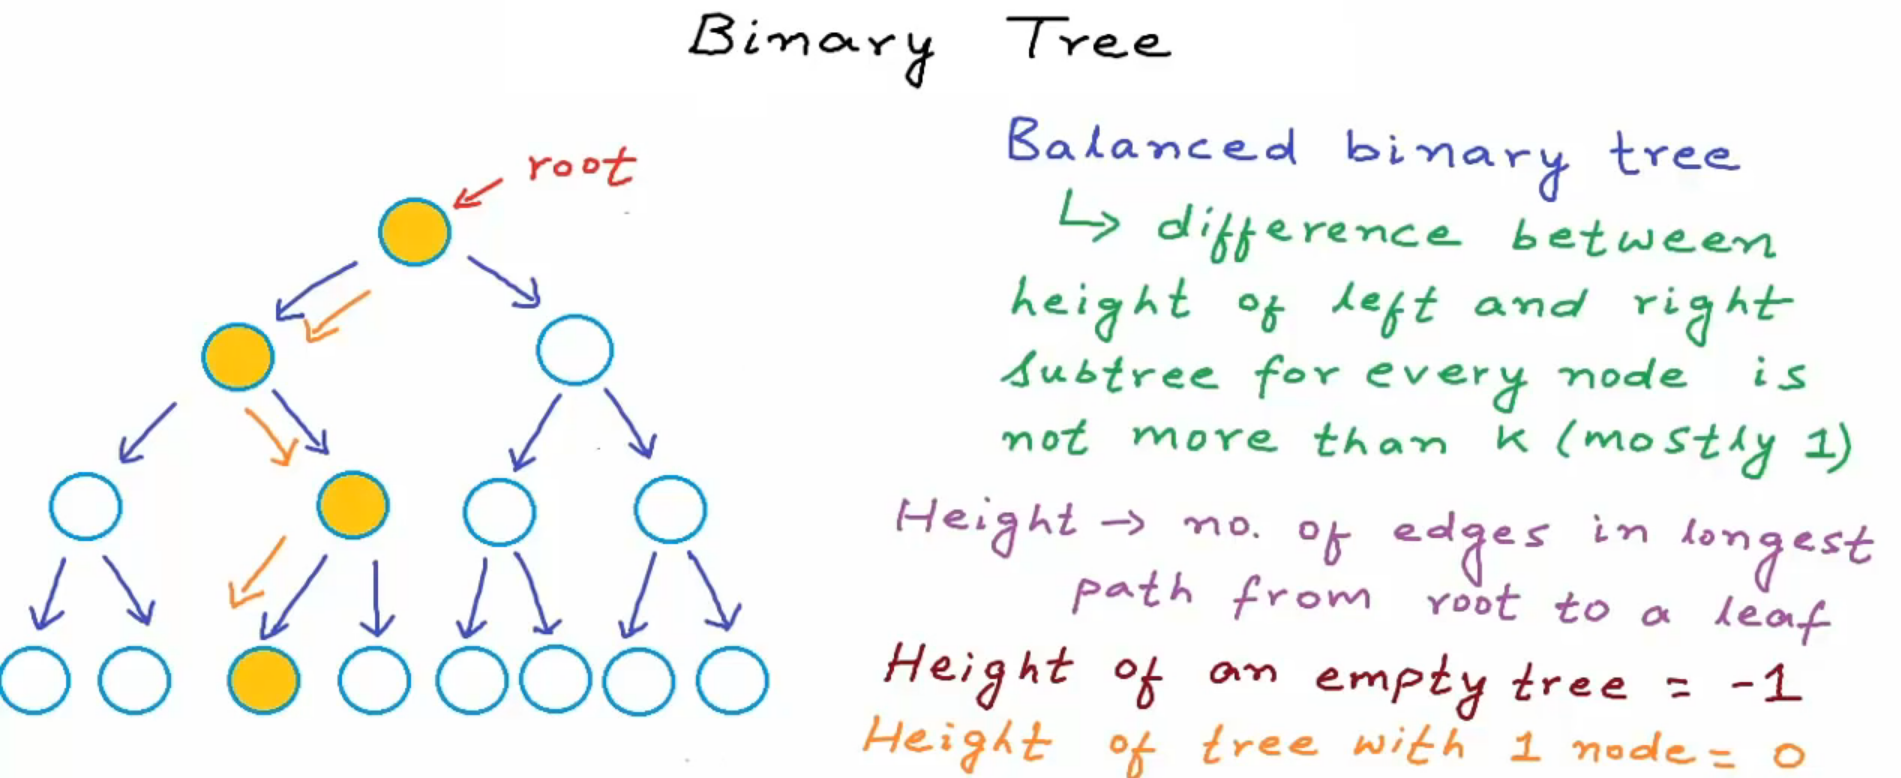 Binary Tree
root
Balanced binary tree
↳ difference between
height of left and right
subtree for every node is
not more than k (mostly 1)
Height → no. of edges in longest
path from root to a leaf
Height of an empty tree = -1
Height of tree with 1 node = 0